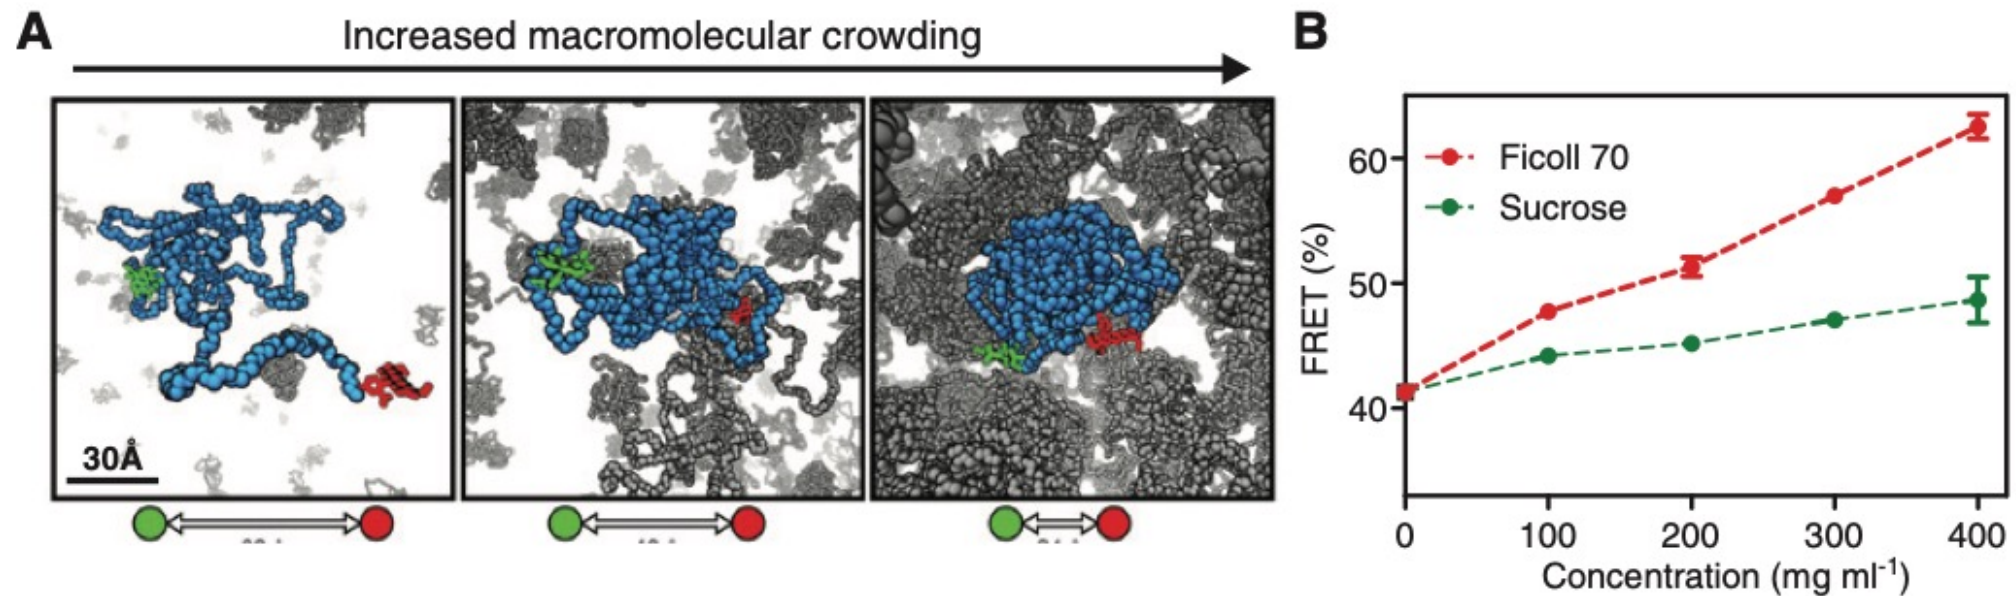 A
Increased macromolecular crowding
30Å
B
Ficoll 70
Sucrose
FRET (%)
60
50
40
0 100 200 300 400
Concentration (mg ml⁻¹)